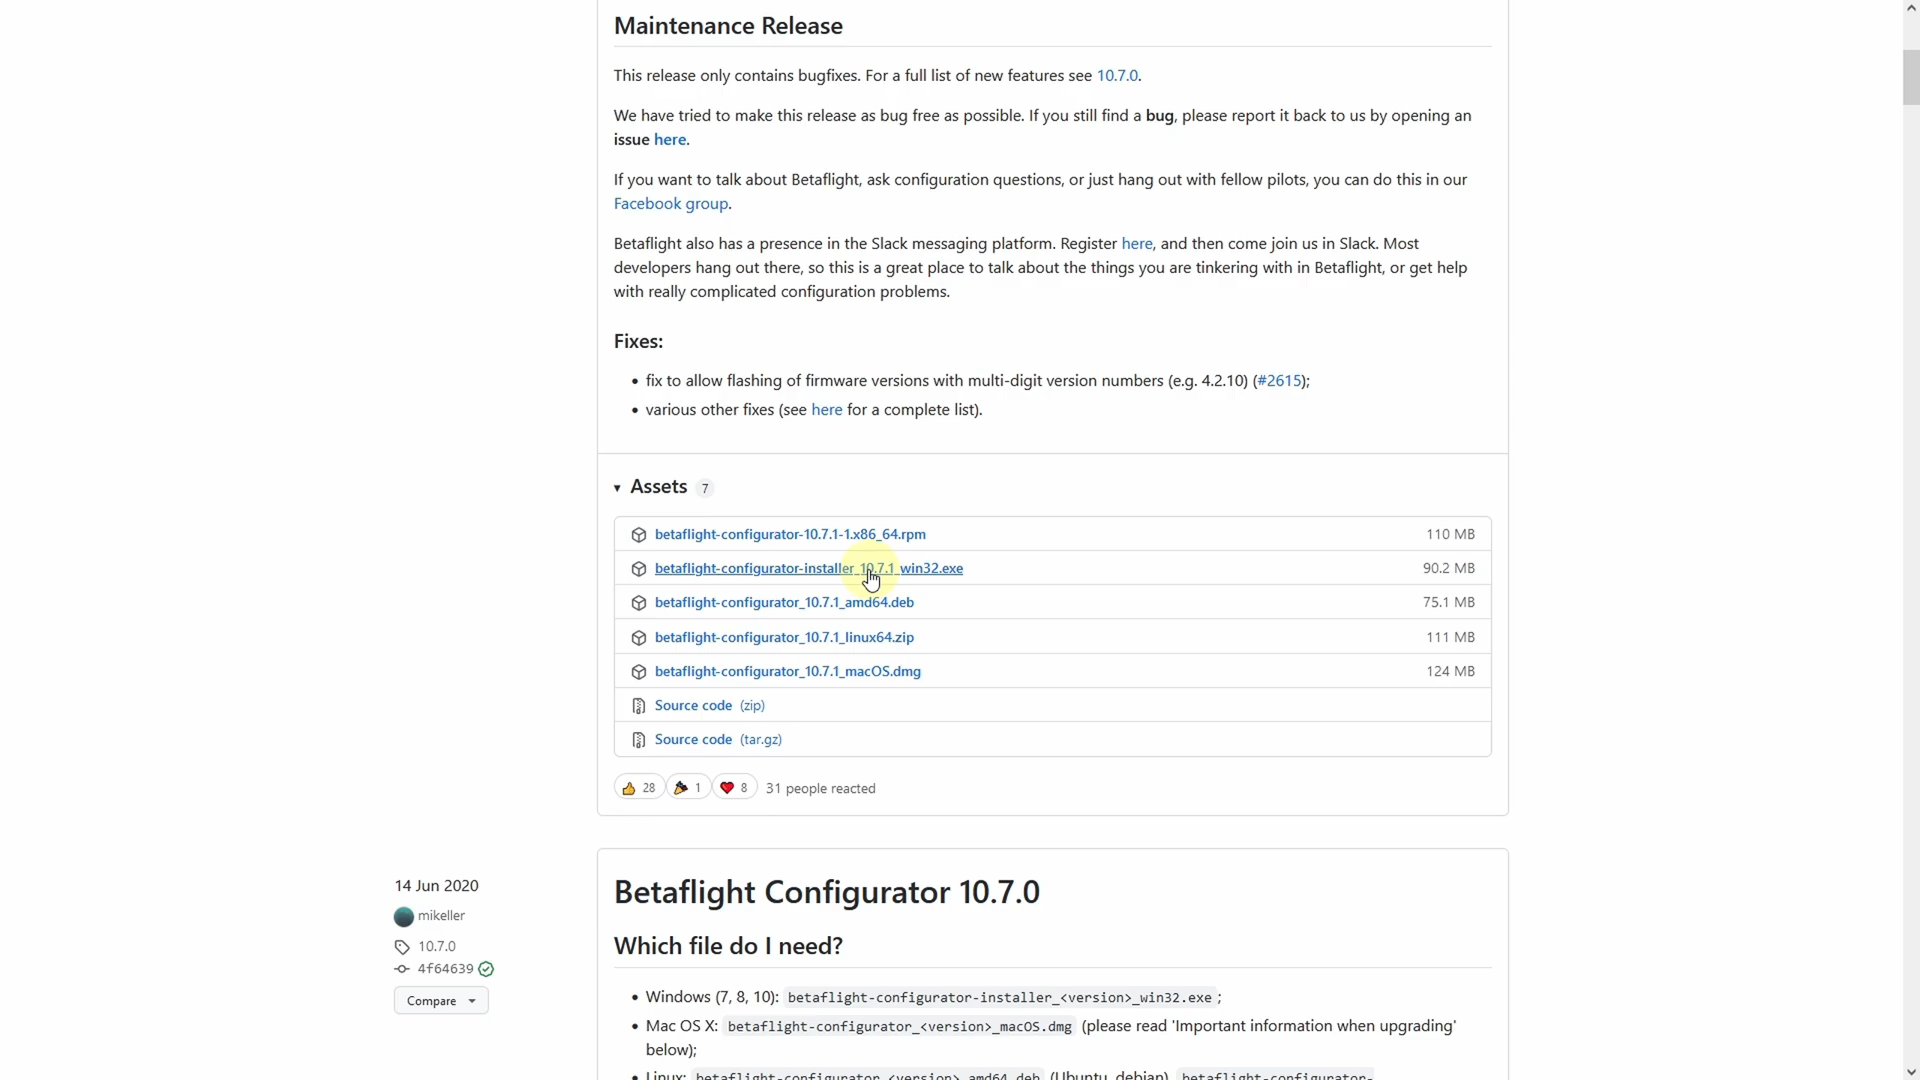 Maintenance Release
This release only contains bugfixes. For a full list of new features see 10.7.0.
We have tried to make this release as bug free as possible. If you still find a bug, please report it back to us by opening an
issue here.
If you want to talk about Betaflight, ask configuration questions, or just hang out with fellow pilots, you can do this in our
Facebook group.
Betaflight also has a presence in the Slack messaging platform. Register here, and then come join us in Slack. Most
developers hang out there, so this is a great place to talk about the things you are tinkering with in Betaflight, or get help
with really complicated configuration problems.
Fixes:
• fix to allow flashing of firmware versions with multi-digit version numbers (e.g. 4.2.10) (#2615);
• various other fixes (see here for a complete list).
Assets 7
betaflight-configurator-10.7.1-1.x86_64.rpm 110 MB
betaflight-configurator-installer_10.7.1_win32.exe 90.2 MB
betaflight-configurator_10.7.1_amd64.deb 75.1 MB
betaflight-configurator_10.7.1_linux64.zip 111 MB
betaflight-configurator_10.7.1_macOS.dmg 124 MB
Source code (zip)
Source code (tar.gz)
28 1 8 31 people reacted
14 Jun 2020
mikeller
10.7.0
4f64639
Compare
Betaflight Configurator 10.7.0
Which file do I need?
• Windows (7, 8, 10): betaflight-configurator-installer_<version>_win32.exe ;
• Mac OS X: betaflight-configurator_<version>_macOS.dmg (please read 'Important information when upgrading'
below);
• Linux: betaflight-configurator_<version>_amd64.deb (Ubuntu, debian), betaflight-configurator-